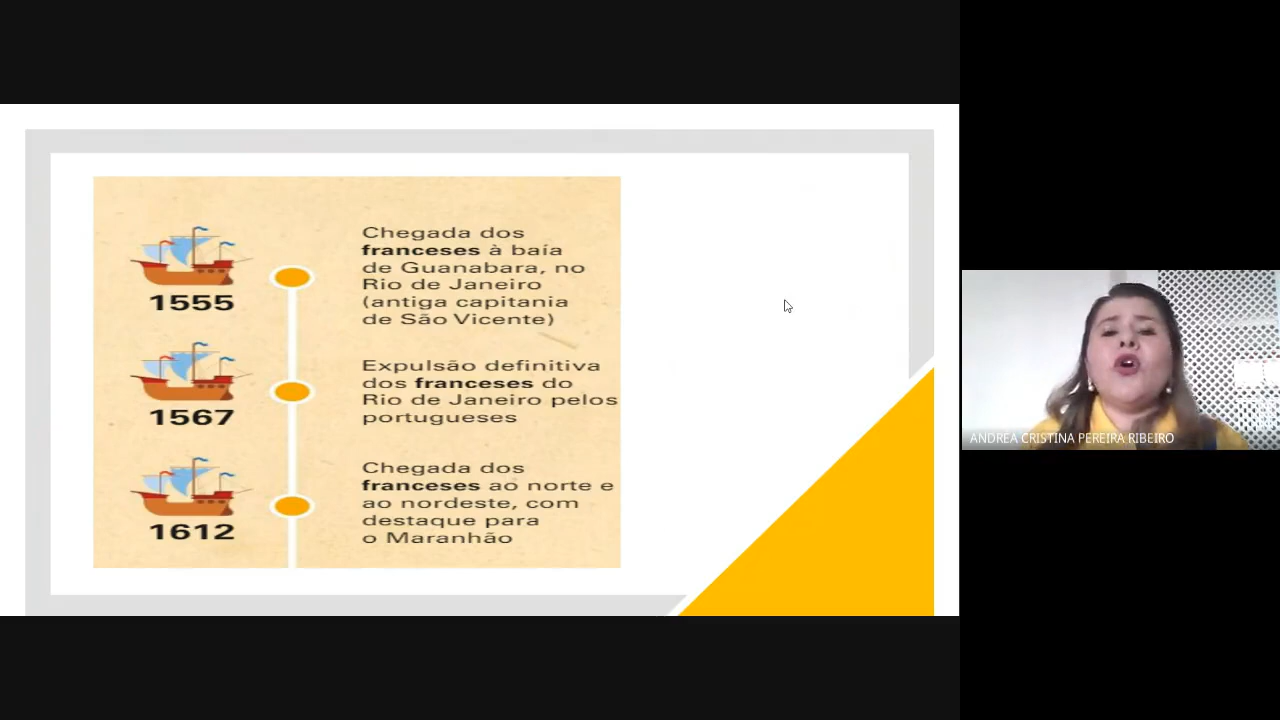 Chegada dos
franceses à baía
de Guanabara, no
Rio de Janeiro
(antiga capitania
de São Vicente)
1555
Expulsão definitiva
dos franceses do
Rio de Janeiro pelos
portugueses
1567
Chegada dos
franceses ao norte e
ao nordeste, com
destaque para
o Maranhão
1612
ANDRÉA CRISTINA PEREIRA RIBEIRO